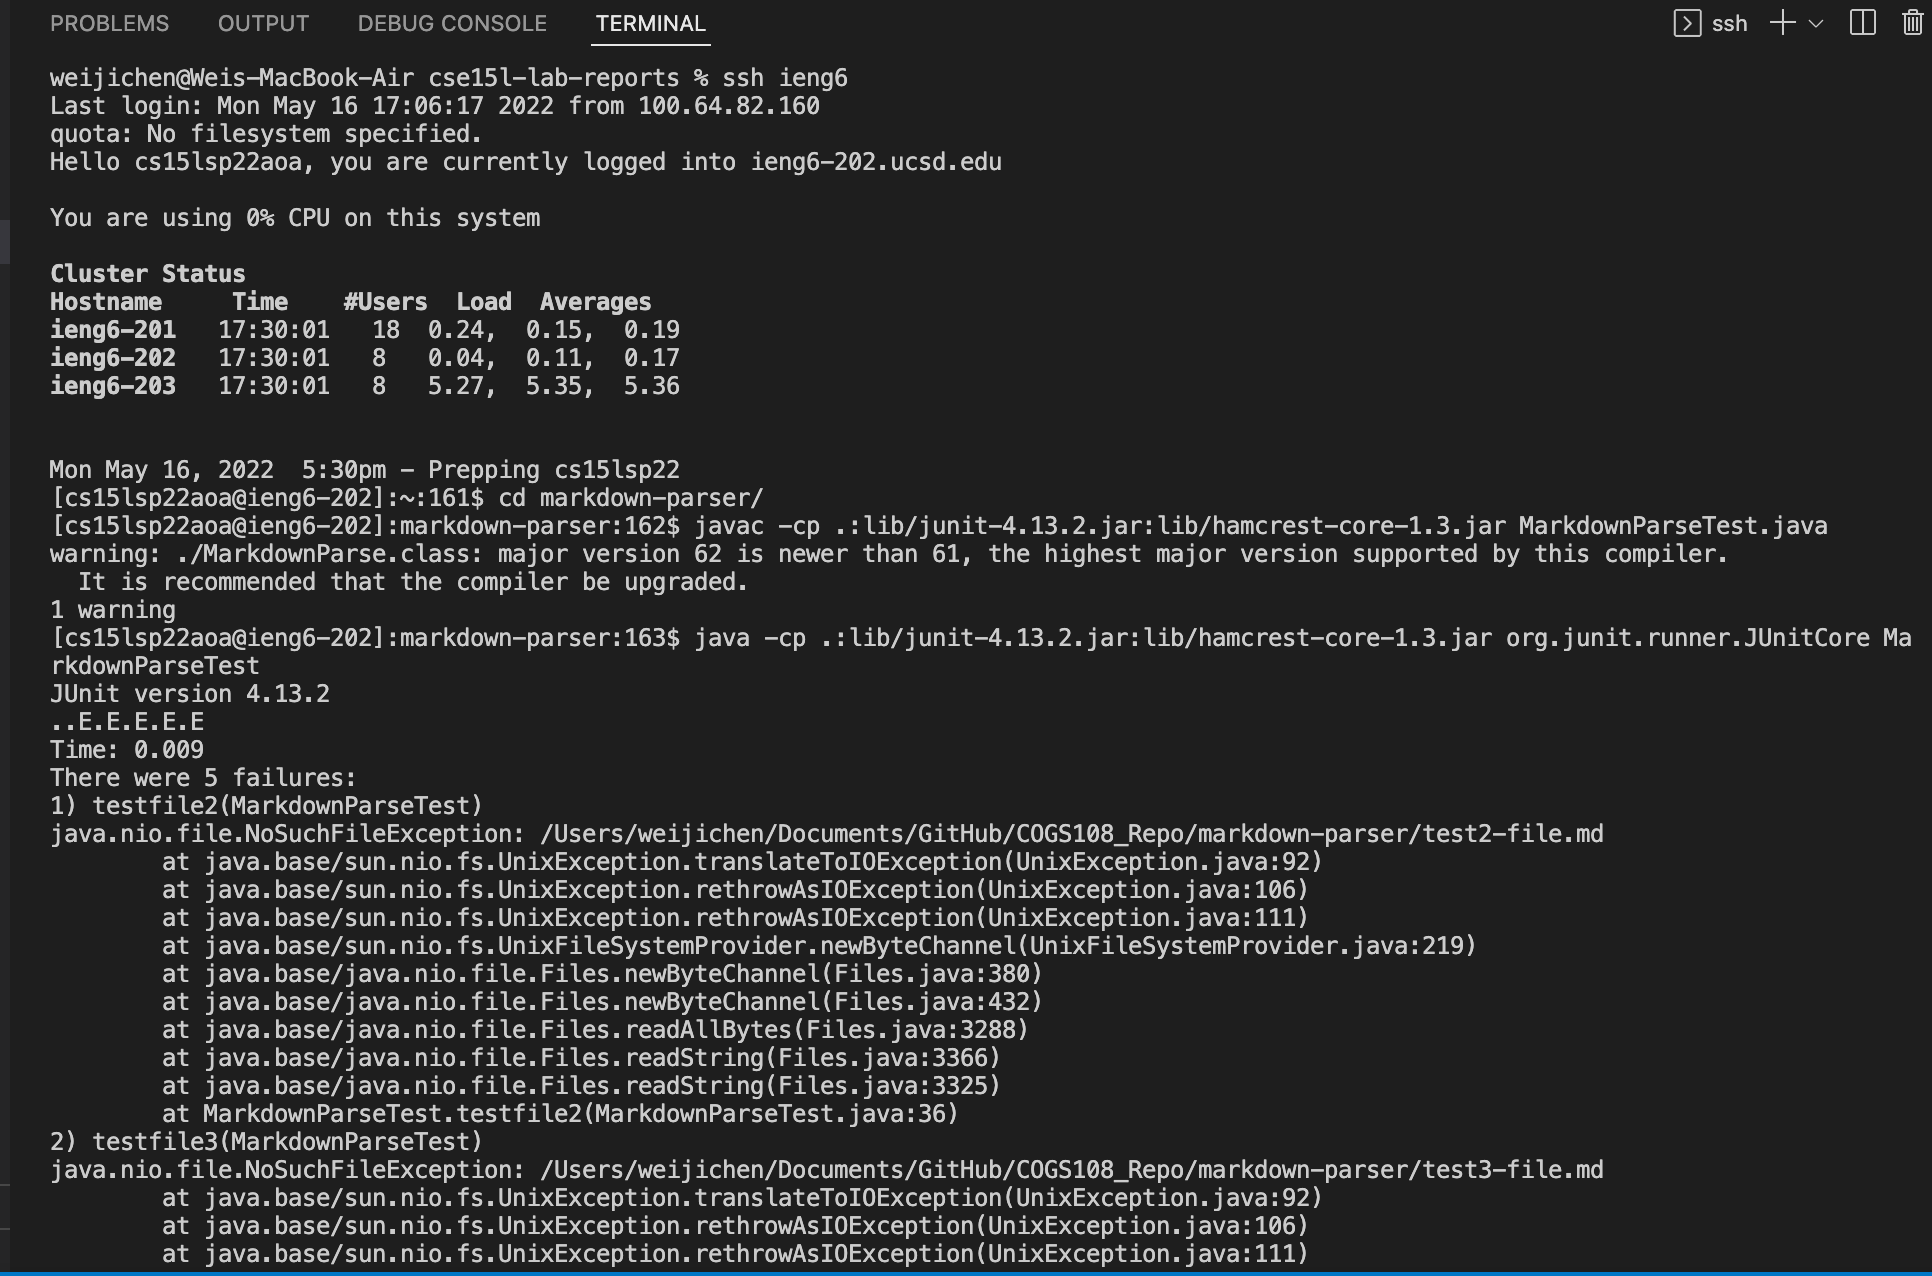 PROBLEMS OUTPUT DEBUG CONSOLE TERMINAL ssh
weijichen@Weis-MacBook-Air cse15l-lab-reports % ssh ieng6
Last login: Mon May 16 17:06:17 2022 from 100.64.82.160
quota: No filesystem specified.
Hello cs15lsp22aoa, you are currently logged into ieng6-202.ucsd.edu
You are using 0% CPU on this system
Cluster Status
Hostname     Time    #Users  Load  Averages
ieng6-201   17:30:01   18  0.24,  0.15,  0.19
ieng6-202   17:30:01   8   0.04,  0.11,  0.17
ieng6-203   17:30:01   8   5.27,  5.35,  5.36
Mon May 16, 2022  5:30pm - Prepping cs15lsp22
[cs15lsp22aoa@ieng6-202]:~:161$ cd markdown-parser/
[cs15lsp22aoa@ieng6-202]:markdown-parser:162$ javac -cp .:lib/junit-4.13.2.jar:lib/hamcrest-core-1.3.jar MarkdownParseTest.java
warning: ./MarkdownParse.class: major version 62 is newer than 61, the highest major version supported by this compiler.
  It is recommended that the compiler be upgraded.
1 warning
[cs15lsp22aoa@ieng6-202]:markdown-parser:163$ java -cp .:lib/junit-4.13.2.jar:lib/hamcrest-core-1.3.jar org.junit.runner.JUnitCore Ma
rkdownParseTest
JUnit version 4.13.2
..E.E.E.E.E
Time: 0.009
There were 5 failures:
1) testfile2(MarkdownParseTest)
java.nio.file.NoSuchFileException: /Users/weijichen/Documents/GitHub/COGS108_Repo/markdown-parser/test2-file.md
        at java.base/sun.nio.fs.UnixException.translateToIOException(UnixException.java:92)
        at java.base/sun.nio.fs.UnixException.rethrowAsIOException(UnixException.java:106)
        at java.base/sun.nio.fs.UnixException.rethrowAsIOException(UnixException.java:111)
        at java.base/sun.nio.fs.UnixFileSystemProvider.newByteChannel(UnixFileSystemProvider.java:219)
        at java.base/java.nio.file.Files.newByteChannel(Files.java:380)
        at java.base/java.nio.file.Files.newByteChannel(Files.java:432)
        at java.base/java.nio.file.Files.readAllBytes(Files.java:3288)
        at java.base/java.nio.file.Files.readString(Files.java:3366)
        at java.base/java.nio.file.Files.readString(Files.java:3325)
        at MarkdownParseTest.testfile2(MarkdownParseTest.java:36)
2) testfile3(MarkdownParseTest)
java.nio.file.NoSuchFileException: /Users/weijichen/Documents/GitHub/COGS108_Repo/markdown-parser/test3-file.md
        at java.base/sun.nio.fs.UnixException.translateToIOException(UnixException.java:92)
        at java.base/sun.nio.fs.UnixException.rethrowAsIOException(UnixException.java:106)
        at java.base/sun.nio.fs.UnixException.rethrowAsIOException(UnixException.java:111)